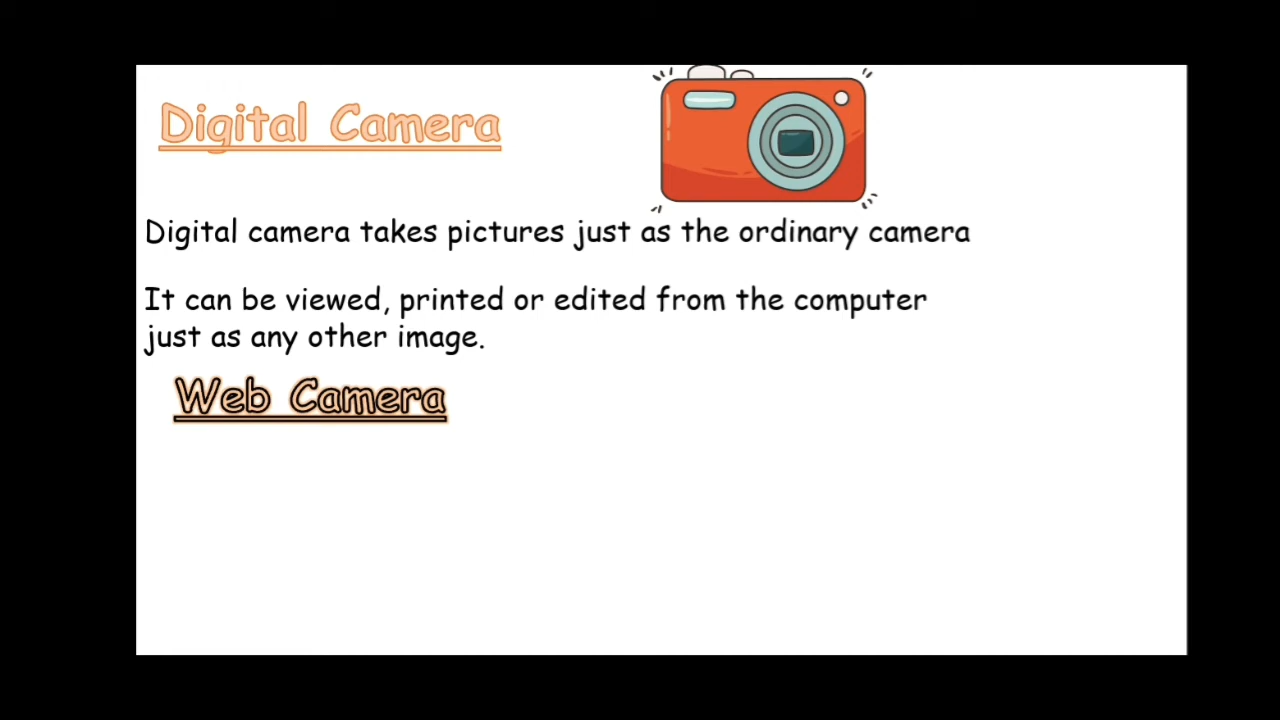 Digital Camera
Digital camera takes pictures just as the ordinary camera
It can be viewed, printed or edited from the computer
just as any other image.
Web Camera